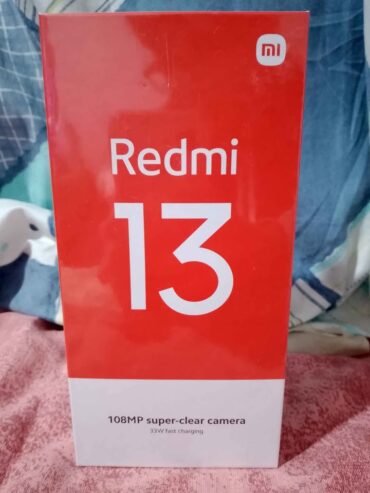 mi
Redmi
13
108MP super-clear camera
33W fast charging